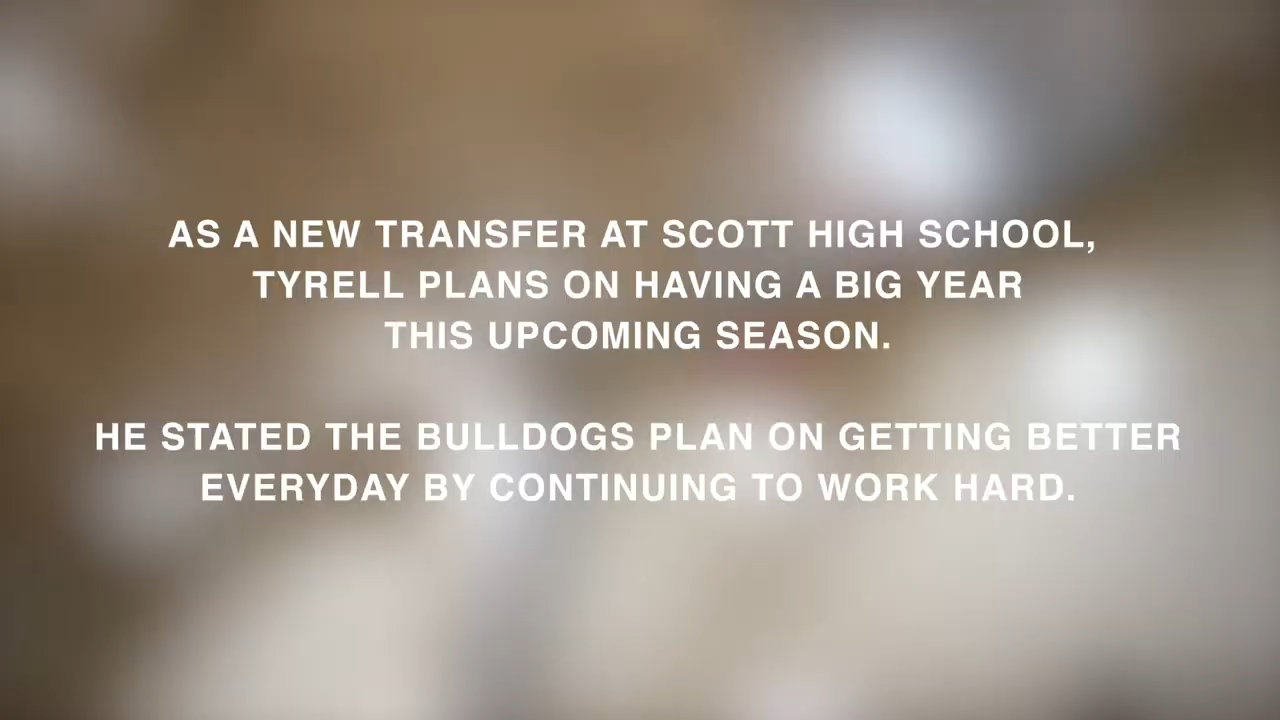 AS A NEW TRANSFER AT SCOTT HIGH SCHOOL,
TYRELL PLANS ON HAVING A BIG YEAR
THIS UPCOMING SEASON.
HE STATED THE BULLDOGS PLAN ON GETTING BETTER
EVERYDAY BY CONTINUING TO WORK HARD.